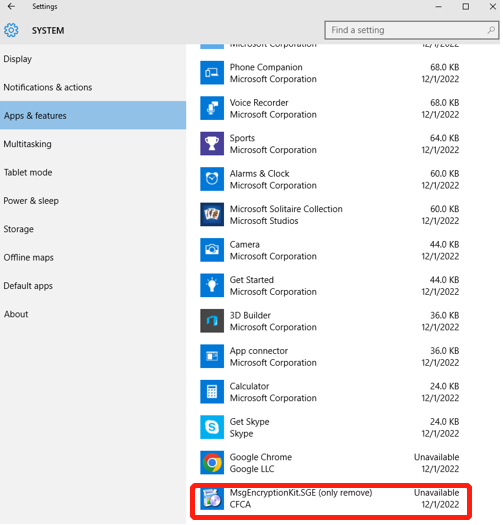 Settings
SYSTEM
Find a setting
Display
Notifications & actions
Apps & features
Multitasking
Tablet mode
Power & sleep
Storage
Offline maps
Default apps
About
Microsoft Corporation 12/1/2022
Phone Companion 68.0 KB
Microsoft Corporation 12/1/2022
Voice Recorder 68.0 KB
Microsoft Corporation 12/1/2022
Sports 64.0 KB
Microsoft Corporation 12/1/2022
Alarms & Clock 60.0 KB
Microsoft Corporation 12/1/2022
Microsoft Solitaire Collection 60.0 KB
Microsoft Studios 12/1/2022
Camera 44.0 KB
Microsoft Corporation 12/1/2022
Get Started 44.0 KB
Microsoft Corporation 12/1/2022
3D Builder 36.0 KB
Microsoft Corporation 12/1/2022
App connector 36.0 KB
Microsoft Corporation 12/1/2022
Calculator 24.0 KB
Microsoft Corporation 12/1/2022
Get Skype 24.0 KB
Skype 12/1/2022
Google Chrome Unavailable
Google LLC 12/1/2022
MsgEncryptionKit.SGE (only remove) Unavailable
CFCA 12/1/2022